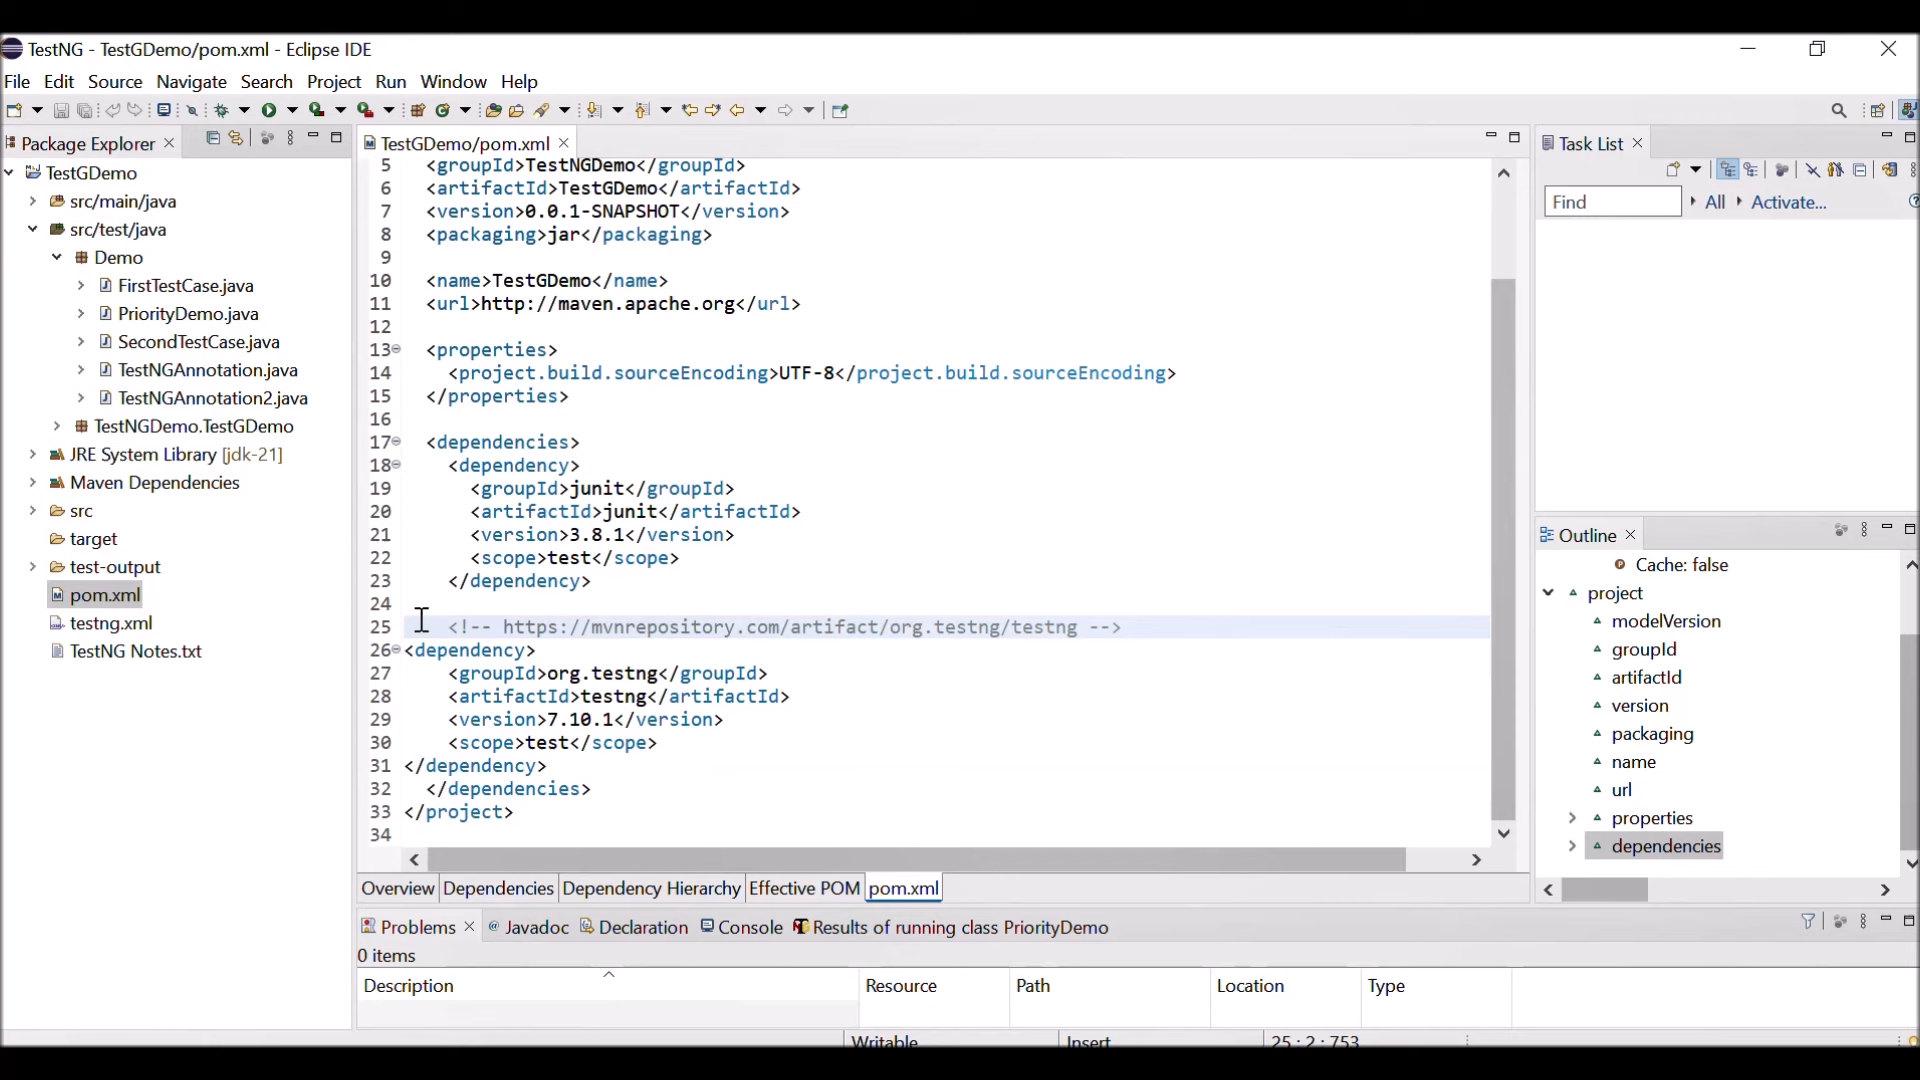 TestNG - TestGDemo/pom.xml - Eclipse IDE
File Edit Source Navigate Search Project Run Window Help
Package Explorer
TestGDemo
src/main/java
src/test/java
Demo
FirstTestCase.java
PriorityDemo.java
SecondTestCase.java
TestNGAnnotation.java
TestNGAnnotation2.java
TestNGDemo.TestGDemo
JRE System Library [jdk-21]
Maven Dependencies
src
target
test-output
pom.xml
testng.xml
TestNG Notes.txt
TestGDemo/pom.xml
5 <groupId>TestNGDemo</groupId>
6 <artifactId>TestGDemo</artifactId>
7 <version>0.0.1-SNAPSHOT</version>
8 <packaging>jar</packaging>
9
10 <name>TestGDemo</name>
11 <url>http://maven.apache.org</url>
12
13 <properties>
14 <project.build.sourceEncoding>UTF-8</project.build.sourceEncoding>
15 </properties>
16
17 <dependencies>
18 <dependency>
19 <groupId>junit</groupId>
20 <artifactId>junit</artifactId>
21 <version>3.8.1</version>
22 <scope>test</scope>
23 </dependency>
24
25 <!-- https://mvnrepository.com/artifact/org.testng/testng -->
26 <dependency>
27 <groupId>org.testng</groupId>
28 <artifactId>testng</artifactId>
29 <version>7.10.1</version>
30 <scope>test</scope>
31 </dependency>
32 </dependencies>
33 </project>
34
Overview Dependencies Dependency Hierarchy Effective POM pom.xml
Task List
Find All Activate...
Outline
Cache: false
project
modelVersion
groupId
artifactId
version
packaging
name
url
properties
dependencies
Problems Javadoc Declaration Console Results of running class PriorityDemo
0 items
Description Resource Path Location Type
Writable Insert 25 : 2 : 753